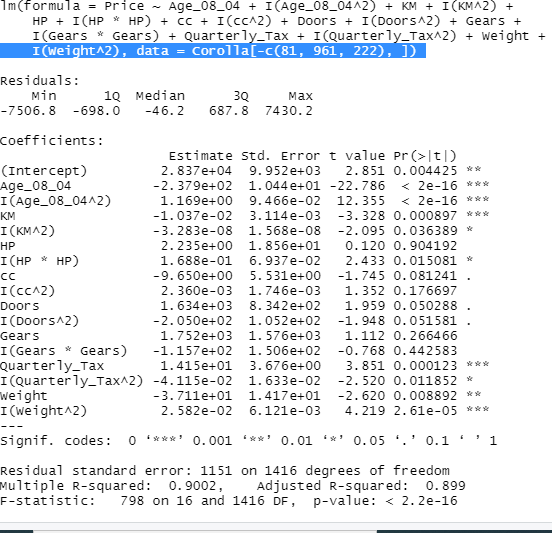 lm(formula = Price ~ Age_08_04 + I(Age_08_04^2) + KM + I(KM^2) +
HP + I(HP * HP) + cc + I(cc^2) + Doors + I(Doors^2) + Gears +
I(Gears * Gears) + Quarterly_Tax + I(Quarterly_Tax^2) + Weight +
I(Weight^2), data = Corolla[-c(81, 961, 222), ])
Residuals:
Min 1Q Median 3Q Max
-7506.8 -698.0 -46.2 687.8 7430.2
Coefficients:
Estimate Std. Error t value Pr(>|t|)
(Intercept) 2.837e+04 9.952e+03 2.851 0.004425 **
Age_08_04 -2.379e+02 1.044e+01 -22.786 < 2e-16 ***
I(Age_08_04^2) 1.169e+00 9.466e-02 12.355 < 2e-16 ***
KM -1.037e-02 3.114e-03 -3.328 0.000897 ***
I(KM^2) -3.283e-08 1.568e-08 -2.095 0.036389 *
HP 2.235e+00 1.856e+01 0.120 0.904192
I(HP * HP) 1.688e-01 6.937e-02 2.433 0.015081 *
cc -9.650e+00 5.531e+00 -1.745 0.081241 .
I(cc^2) 2.360e-03 1.746e-03 1.352 0.176697
Doors 1.634e+03 8.342e+02 1.959 0.050288 .
I(Doors^2) -2.050e+02 1.052e+02 -1.948 0.051581 .
Gears 1.752e+03 1.576e+03 1.112 0.266466
I(Gears * Gears) -1.157e+02 1.506e+02 -0.768 0.442583
Quarterly_Tax 1.415e+01 3.676e+00 3.851 0.000123 ***
I(Quarterly_Tax^2) -4.115e-02 1.633e-02 -2.520 0.011852 *
Weight -3.711e+01 1.417e+01 -2.620 0.008892 **
I(Weight^2) 2.582e-02 6.121e-03 4.219 2.61e-05 ***
---
Signif. codes: 0 ‘***’ 0.001 ‘**’ 0.01 ‘*’ 0.05 ‘.’ 0.1 ‘ ’ 1
Residual standard error: 1151 on 1416 degrees of freedom
Multiple R-squared: 0.9002, Adjusted R-squared: 0.899
F-statistic: 798 on 16 and 1416 DF, p-value: < 2.2e-16